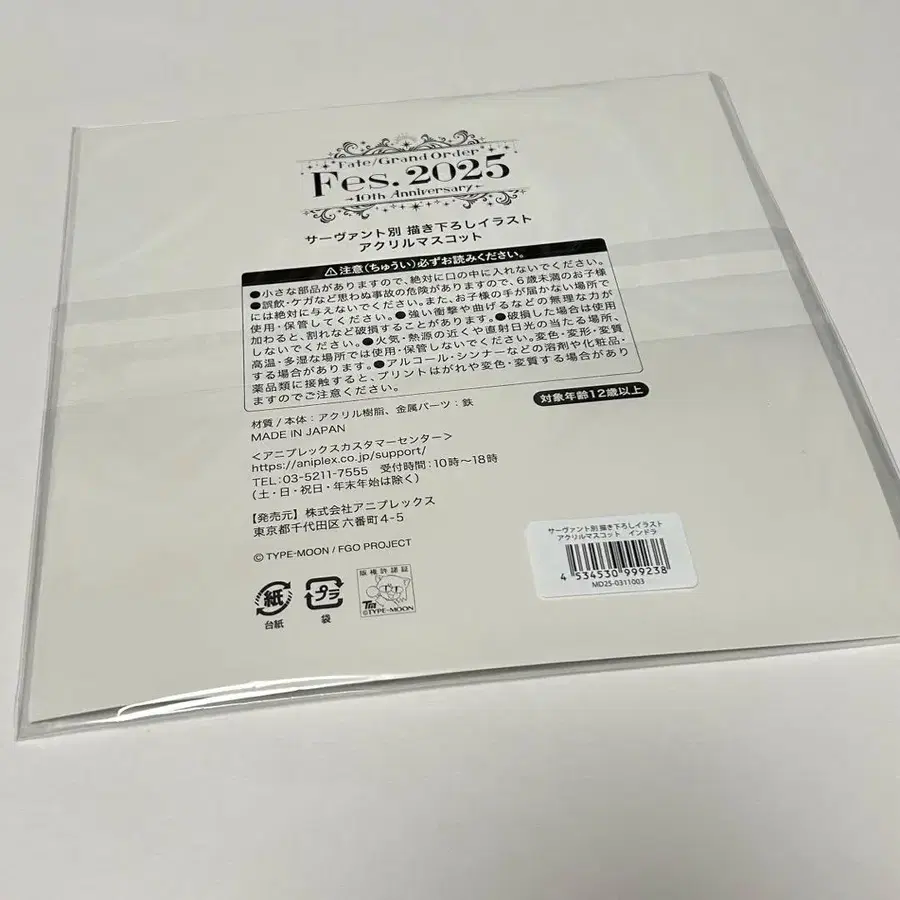 Fate/Grand Order
Fes. 2025
10th Anniversary
サーヴァント別 描き下ろしイラスト
アクリルマスコット
注意(ちゅうい)必ずお読みください。
●小さな部品がありますので、絶対に口の中に入れないでください。
●誤飲・ケガなど思わぬ事故の危険がありますので、6歳未満のお子様
には絶対に与えないでください。また、お子様の手が届かない場所で
使用・保管してください。●強い衝撃や曲げるなどの無理な力が
加わると、割れなど破損することがあります。●破損した場合は使用
しないでください。●火気・熱源の近くや直射日光の当たる場所、
高温・多湿な場所では使用・保管しないでください。変色・変形・変質
する場合があります。●アルコール・シンナーなどの溶剤や化粧品・
薬品類に接触すると、プリントはがれや変色・変質する場合があり
ますのでご注意ください。
対象年齢12歳以上
材質/本体:アクリル樹脂、金属パーツ:鉄
MADE IN JAPAN
<アニプレックスカスタマーセンター>
https://aniplex.co.jp/support/
TEL:03-5211-7555 受付時間:10時〜18時
(土・日・祝日・年末年始は除く)
【発売元】株式会社アニプレックス
東京都千代田区六番町4-5
© TYPE-MOON / FGO PROJECT
紙
台紙
プラ
袋
版権許諾証
Tm
©TYPE-MOON
サーヴァント別 描き下ろしイラスト
アクリルマスコット インドラ
4 534530 999238
MD25-0311003